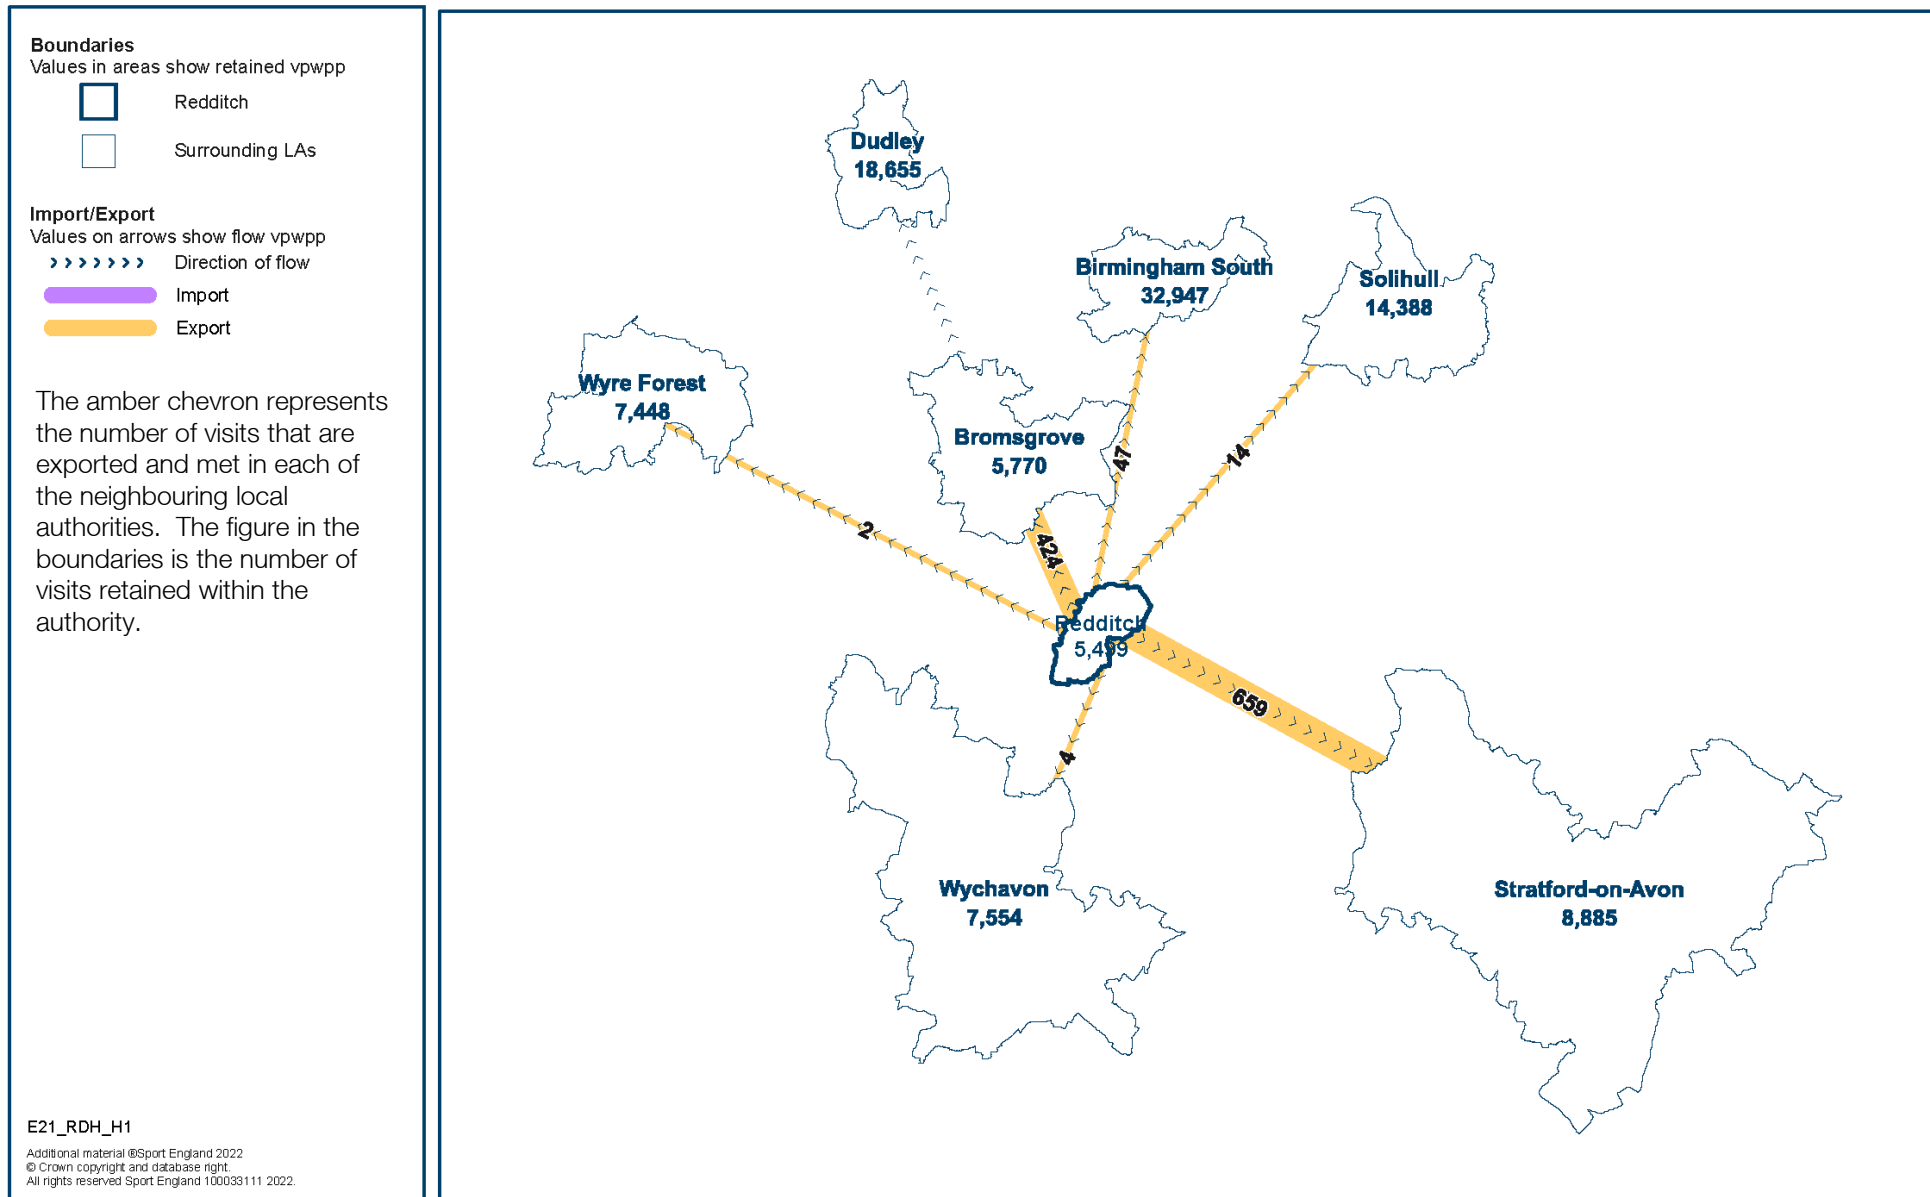 Boundaries
Values in areas show retained vpwpp
Redditch
Surrounding LAs
Import/Export
Values on arrows show flow vpwpp
Direction of flow
Import
Export
The amber chevron represents
the number of visits that are
exported and met in each of
the neighbouring local
authorities. The figure in the
boundaries is the number of
visits retained within the
authority.
E21_RDH_H1
Additional material ®Sport England 2022
© Crown copyright and database right.
All rights reserved Sport England 100033111 2022.
Dudley
18,655
Birmingham South
32,947
Solihull
14,388
Wyre Forest
7,448
Bromsgrove
5,770
47
14
2
424
Redditch
5,499
659
4
Wychavon
7,554
Stratford-on-Avon
8,885